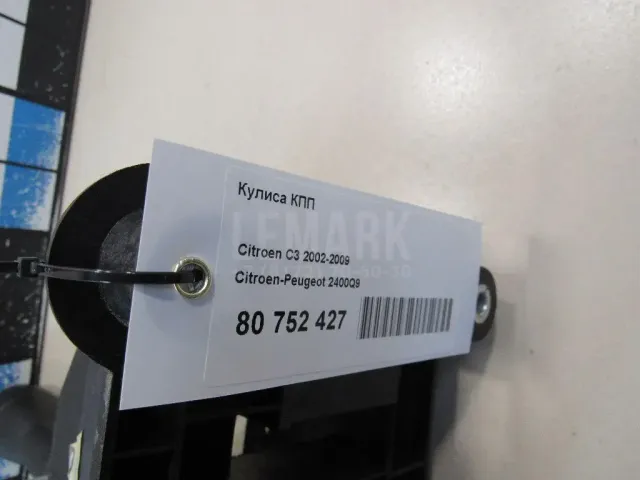 Кулиса КПП
LEMARK
Citroen C3 2002-2009
Citroen-Peugeot 2400Q9
80 752 427